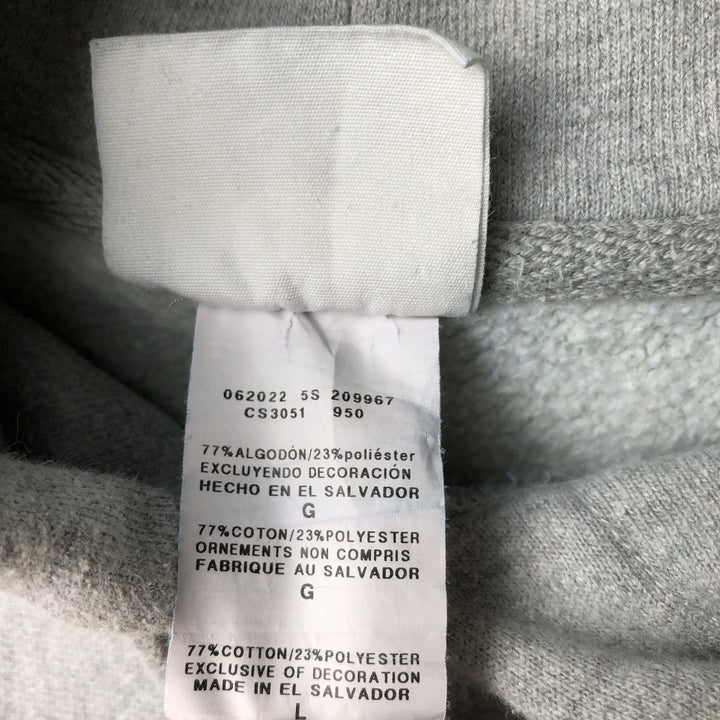 062022 5S 209967
CS3051 950
77%ALGODÓN/23%poliéster
EXCLUYENDO DECORACIÓN
HECHO EN EL SALVADOR
G
77%COTON/23%POLYESTER
ORNEMENTS NON COMPRIS
FABRIQUE AU SALVADOR
G
77%COTTON/23%POLYESTER
EXCLUSIVE OF DECORATION
MADE IN EL SALVADOR
L